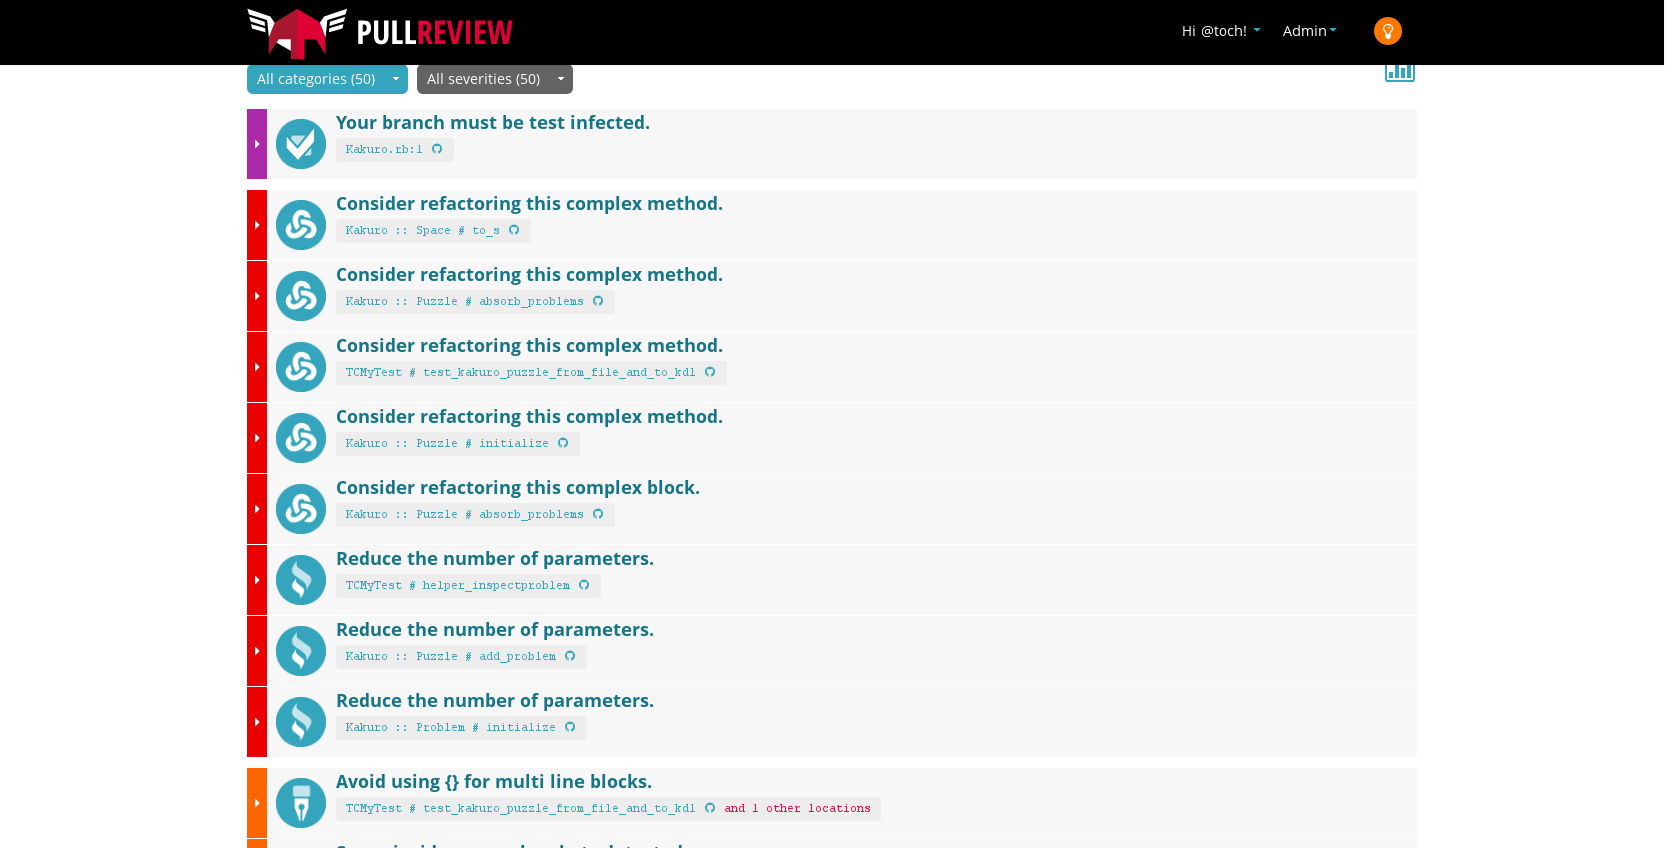 PULLREVIEW
Hi @toch!
Admin
All categories (50)
All severities (50)
Your branch must be test infected.
Kakuro.rb:1
Consider refactoring this complex method.
Kakuro :: Space # to_s
Consider refactoring this complex method.
Kakuro :: Puzzle # absorb_problems
Consider refactoring this complex method.
TCMyTest # test_kakuro_puzzle_from_file_and_to_kdl
Consider refactoring this complex method.
Kakuro :: Puzzle # initialize
Consider refactoring this complex block.
Kakuro :: Puzzle # absorb_problems
Reduce the number of parameters.
TCMyTest # helper_inspectproblem
Reduce the number of parameters.
Kakuro :: Puzzle # add_problem
Reduce the number of parameters.
Kakuro :: Problem # initialize
Avoid using {} for multi line blocks.
TCMyTest # test_kakuro_puzzle_from_file_and_to_kdl and 1 other locations